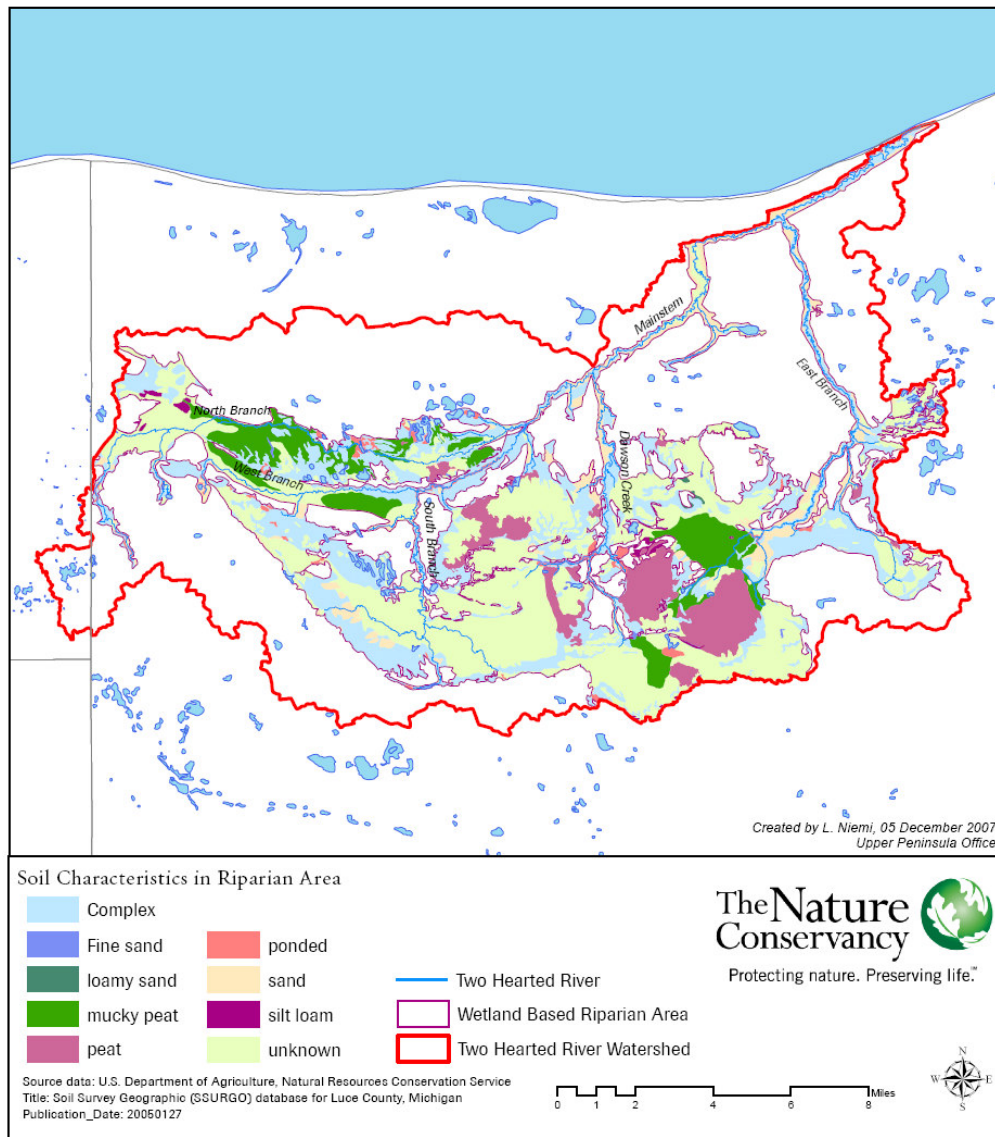 Mainstem
East Branch
North Branch
West Branch
South Branch
Dawson Creek
Created by L. Niemi, 05 December 2007
Upper Peninsula Office
Soil Characteristics in Riparian Area
Complex
Fine sand
loamy sand
mucky peat
peat
ponded
sand
silt loam
unknown
Two Hearted River
Wetland Based Riparian Area
Two Hearted River Watershed
The Nature
Conservancy
Protecting nature. Preserving life.℠
Source data: U.S. Department of Agriculture, Natural Resources Conservation Service
Title: Soil Survey Geographic (SSURGO) database for Luce County, Michigan
Publication_Date: 20050127
Miles
0 1 2 4 6 8
N
W E
S